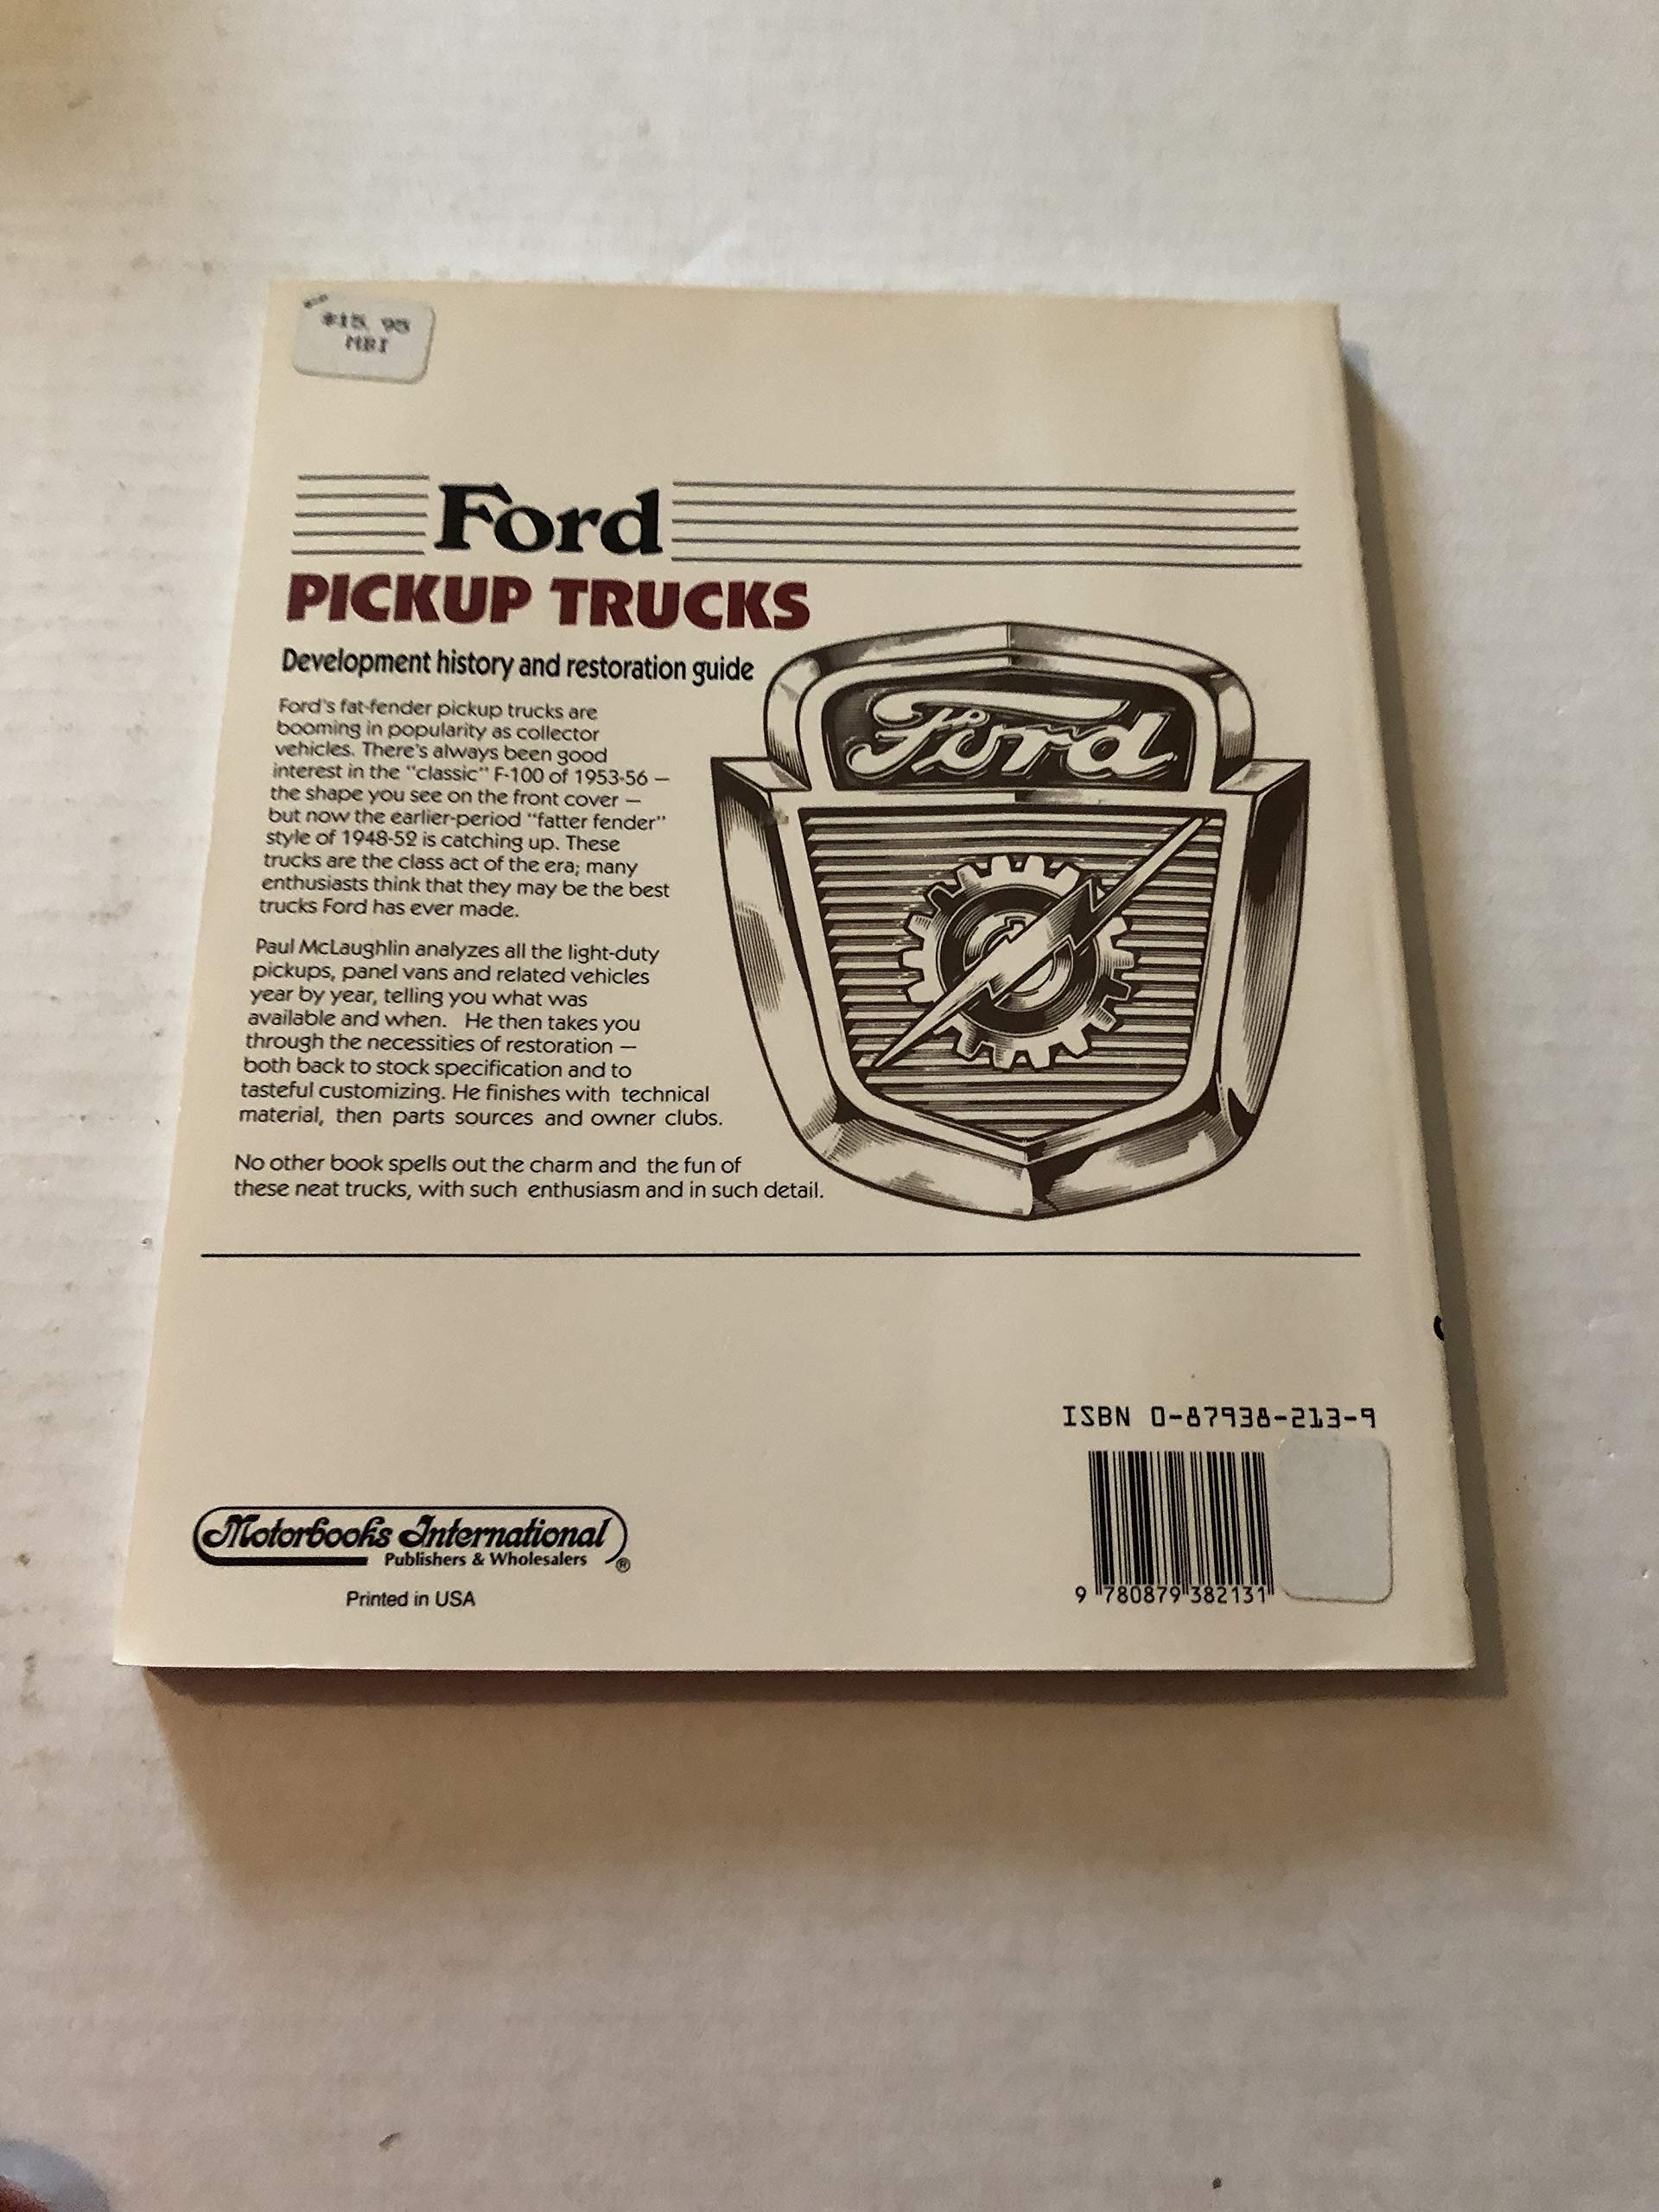 $15.95
MBI
Ford
PICKUP TRUCKS
Development history and restoration guide
Ford's fat-fender pickup trucks are
booming in popularity as collector
vehicles. There's always been good
interest in the "classic" F-100 of 1953-56 —
the shape you see on the front cover —
but now the earlier-period "fatter fender"
style of 1948-52 is catching up. These
trucks are the class act of the era; many
enthusiasts think that they may be the best
trucks Ford has ever made.
Paul McLaughlin analyzes all the light-duty
pickups, panel vans and related vehicles
year by year, telling you what was
available and when. He then takes you
through the necessities of restoration —
both back to stock specification and to
tasteful customizing. He finishes with technical
material, then parts sources and owner clubs.
No other book spells out the charm and the fun of
these neat trucks, with such enthusiasm and in such detail.
Ford
ISBN 0-87938-213-9
9 780879 382131
Motorbooks International
Publishers & Wholesalers ®
Printed in USA